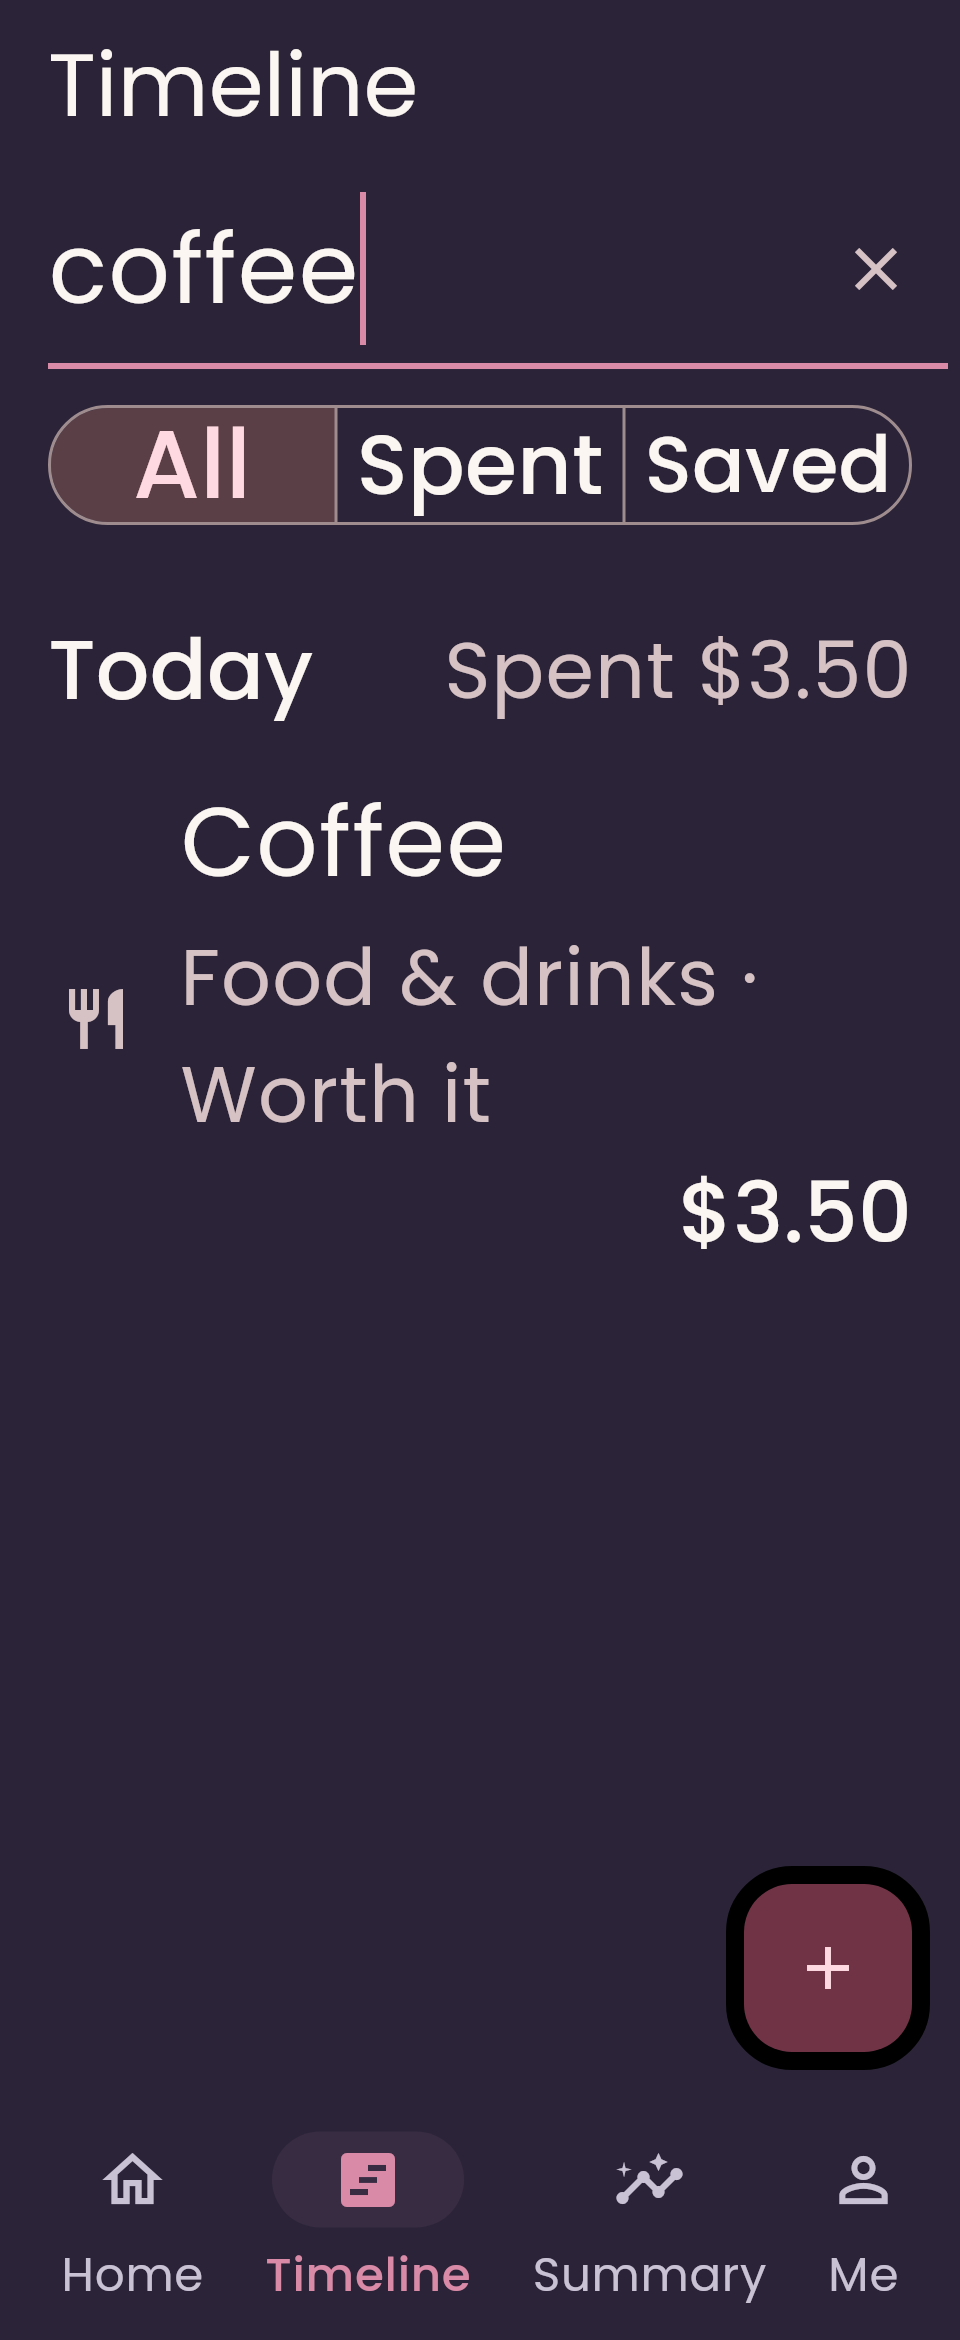 Timeline
coffee
All Spent Saved
Today Spent $3.50
Coffee
Food & drinks ·
Worth it
$3.50
Home Timeline Summary Me